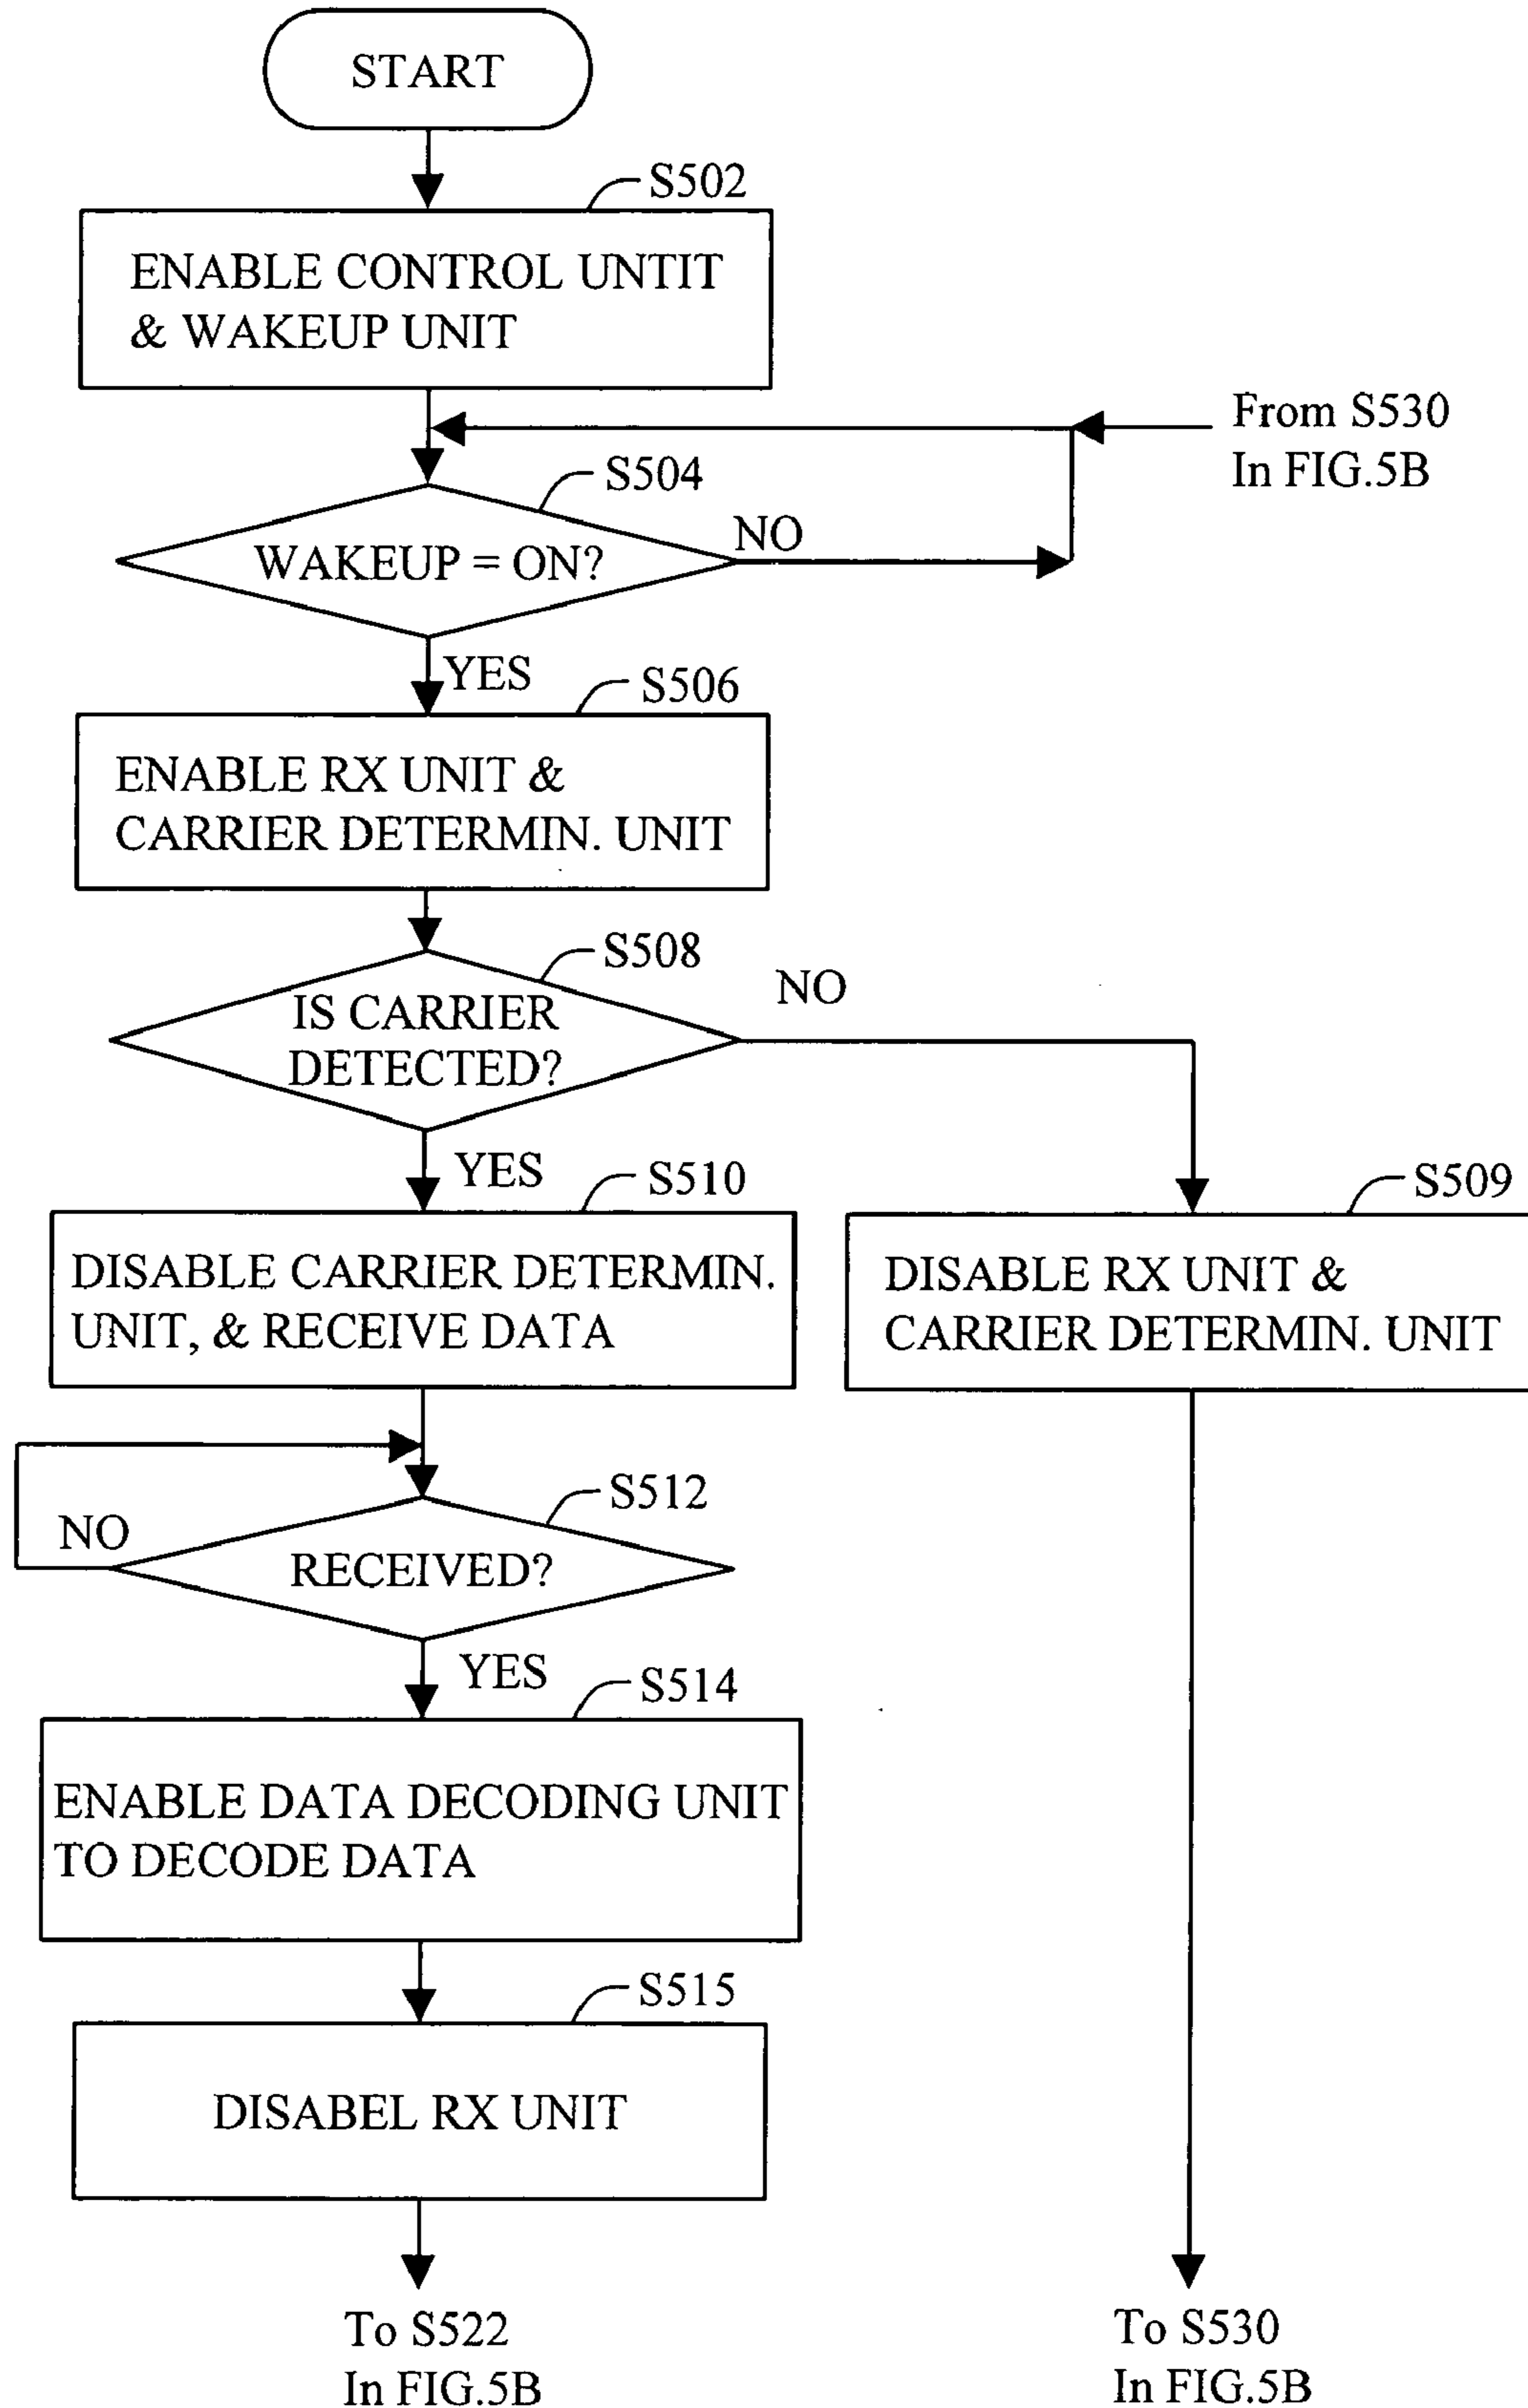 START
S502
ENABLE CONTROL UNTIT
& WAKEUP UNIT
From S530
In FIG.5B
S504
WAKEUP = ON?
NO
YES
S506
ENABLE RX UNIT &
CARRIER DETERMIN. UNIT
S508
IS CARRIER
DETECTED?
NO
YES
S510
DISABLE CARRIER DETERMIN.
UNIT, & RECEIVE DATA
S509
DISABLE RX UNIT &
CARRIER DETERMIN. UNIT
S512
NO
RECEIVED?
YES
S514
ENABLE DATA DECODING UNIT
TO DECODE DATA
S515
DISABEL RX UNIT
To S522
In FIG.5B
To S530
In FIG.5B